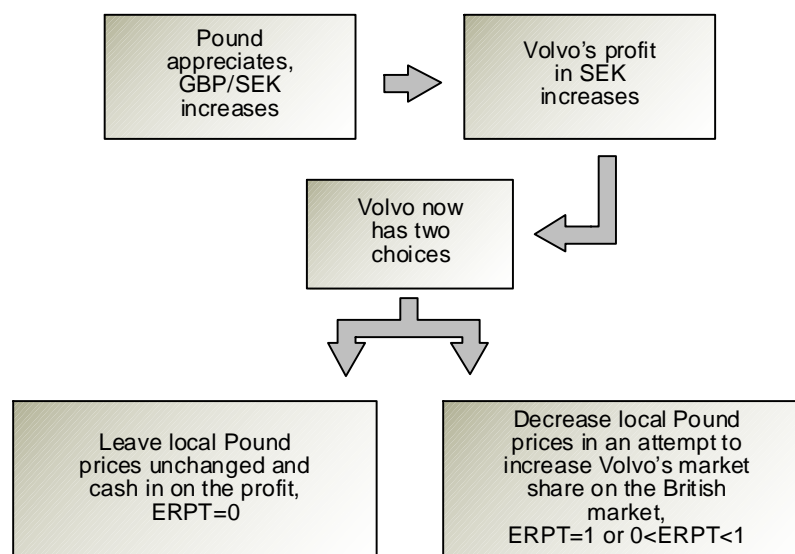 Pound
appreciates,
GBP/SEK
increases
Volvo's profit
in SEK
increases
Volvo now
has two
choices
Leave local Pound
prices unchanged and
cash in on the profit,
ERPT=0
Decrease local Pound
prices in an attempt to
increase Volvo's market
share on the British
market,
ERPT=1 or 0<ERPT<1